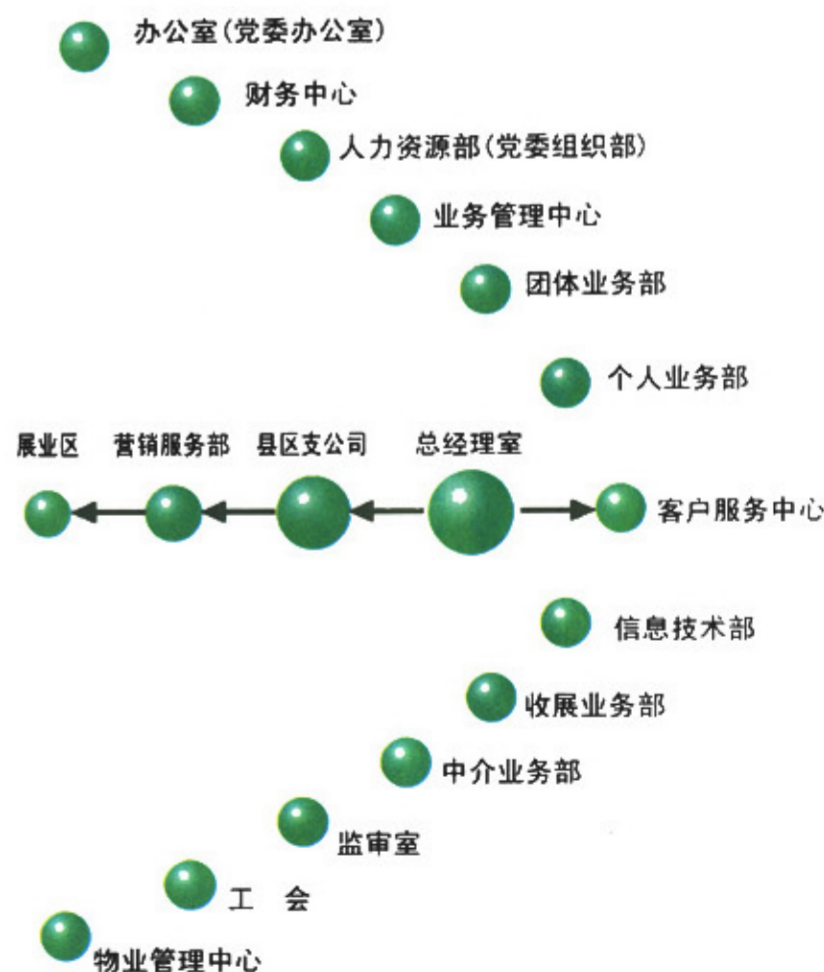 办公室(党委办公室)
财务中心
人力资源部(党委组织部)
业务管理中心
团体业务部
个人业务部
展业区 营销服务部 县区支公司 总经理室
客户服务中心
信息技术部
收展业务部
中介业务部
监审室
工 会
物业管理中心